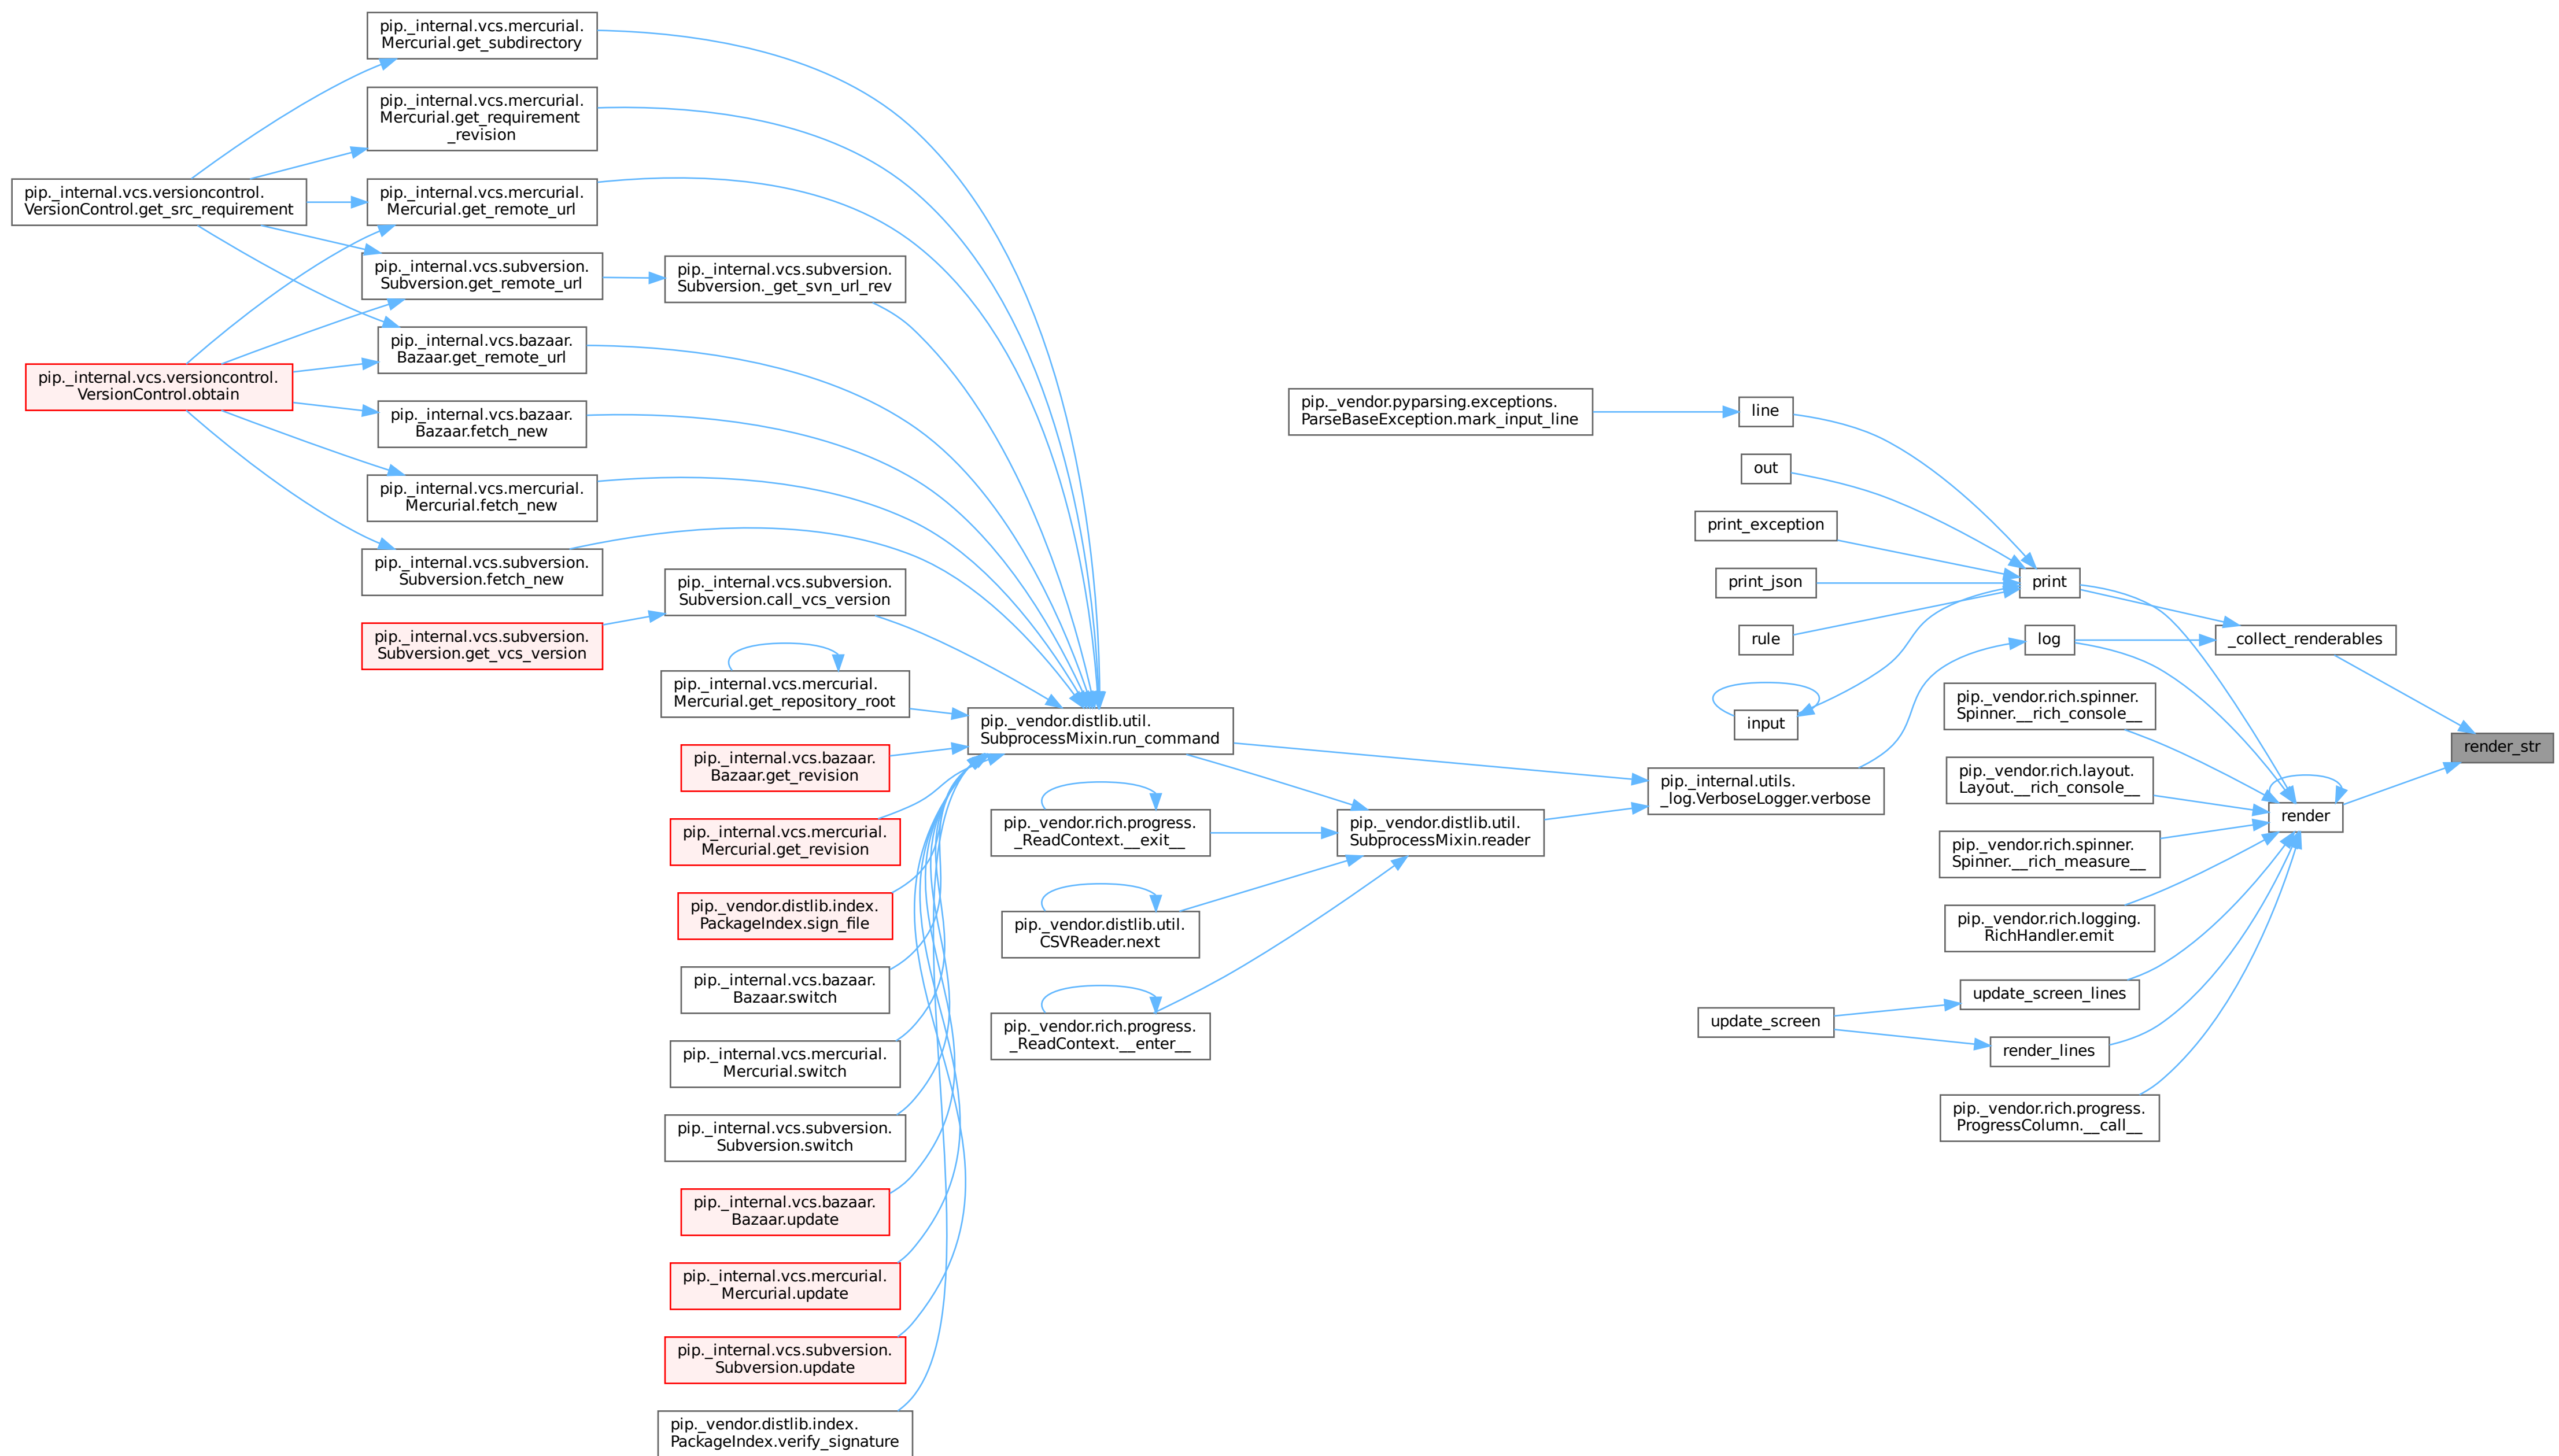 pip._internal.vcs.mercurial.
Mercurial.get_subdirectory
pip._internal.vcs.mercurial.
Mercurial.get_requirement
_revision
pip._internal.vcs.versioncontrol.
VersionControl.get_src_requirement
pip._internal.vcs.mercurial.
Mercurial.get_remote_url
pip._internal.vcs.subversion.
Subversion.get_remote_url
pip._internal.vcs.subversion.
Subversion._get_svn_url_rev
pip._internal.vcs.bazaar.
Bazaar.get_remote_url
pip._internal.vcs.versioncontrol.
VersionControl.obtain
pip._internal.vcs.bazaar.
Bazaar.fetch_new
pip._internal.vcs.mercurial.
Mercurial.fetch_new
pip._internal.vcs.subversion.
Subversion.fetch_new
pip._internal.vcs.subversion.
Subversion.call_vcs_version
pip._internal.vcs.subversion.
Subversion.get_vcs_version
pip._internal.vcs.mercurial.
Mercurial.get_repository_root
pip._internal.vcs.bazaar.
Bazaar.get_revision
pip._internal.vcs.mercurial.
Mercurial.get_revision
pip._vendor.distlib.index.
PackageIndex.sign_file
pip._internal.vcs.bazaar.
Bazaar.switch
pip._internal.vcs.mercurial.
Mercurial.switch
pip._internal.vcs.subversion.
Subversion.switch
pip._internal.vcs.bazaar.
Bazaar.update
pip._internal.vcs.mercurial.
Mercurial.update
pip._internal.vcs.subversion.
Subversion.update
pip._vendor.distlib.index.
PackageIndex.verify_signature
pip._vendor.distlib.util.
SubprocessMixin.run_command
pip._vendor.rich.progress.
_ReadContext.__exit__
pip._vendor.distlib.util.
CSVReader.next
pip._vendor.rich.progress.
_ReadContext.__enter__
pip._vendor.distlib.util.
SubprocessMixin.reader
pip._vendor.pyparsing.exceptions.
ParseBaseException.mark_input_line
line
out
print_exception
print_json
rule
input
pip._internal.utils.
_log.VerboseLogger.verbose
update_screen
print
log
pip._vendor.rich.spinner.
Spinner.__rich_console__
pip._vendor.rich.layout.
Layout.__rich_console__
pip._vendor.rich.spinner.
Spinner.__rich_measure__
pip._vendor.rich.logging.
RichHandler.emit
update_screen_lines
render_lines
pip._vendor.rich.progress.
ProgressColumn.__call__
_collect_renderables
render
render_str